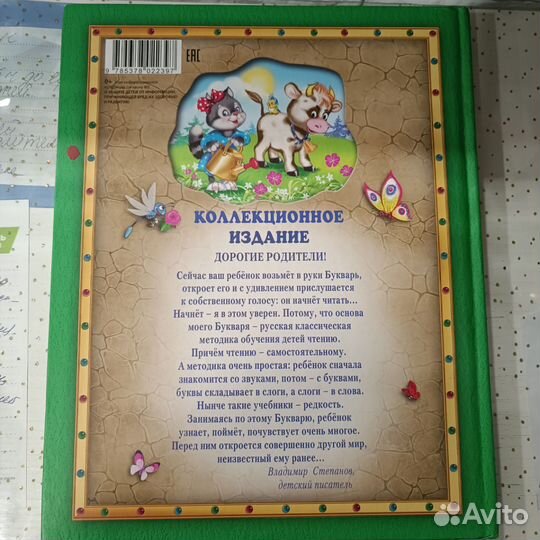 9 785378 022397
ЕАС
0+
КОЛЛЕКЦИОННОЕ
ИЗДАНИЕ
ДОРОГИЕ РОДИТЕЛИ!
Сейчас ваш ребёнок возьмёт в руки Букварь,
откроет его и с удивлением прислушается
к собственному голосу: он начнёт читать...
Начнёт – я в этом уверен. Потому, что основа
моего Букваря – русская классическая
методика обучения детей чтению.
Причём чтению – самостоятельному.
А методика очень простая: ребёнок сначала
знакомится со звуками, потом – с буквами,
буквы складывает в слоги, а слоги – в слова.
Нынче такие учебники – редкость.
Занимаясь по этому Букварю, ребёнок
узнает, поймёт, почувствует очень многое.
Перед ним откроется совершенно другой мир,
неизвестный ему ранее...
Владимир Степанов,
детский писатель
Avito